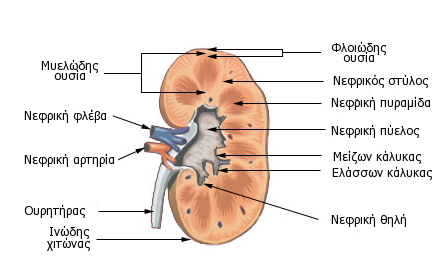 Μυελώδης
ουσία
Νεφρική φλέβα
Νεφρική αρτηρία
Ουρητήρας
Ινώδης
χιτώνας
Φλοιώδης
ουσία
Νεφρικός στύλος
Νεφρική πυραμίδα
Νεφρική πύελος
Μείζων κάλυκας
Ελάσσων κάλυκας
Νεφρική θηλή